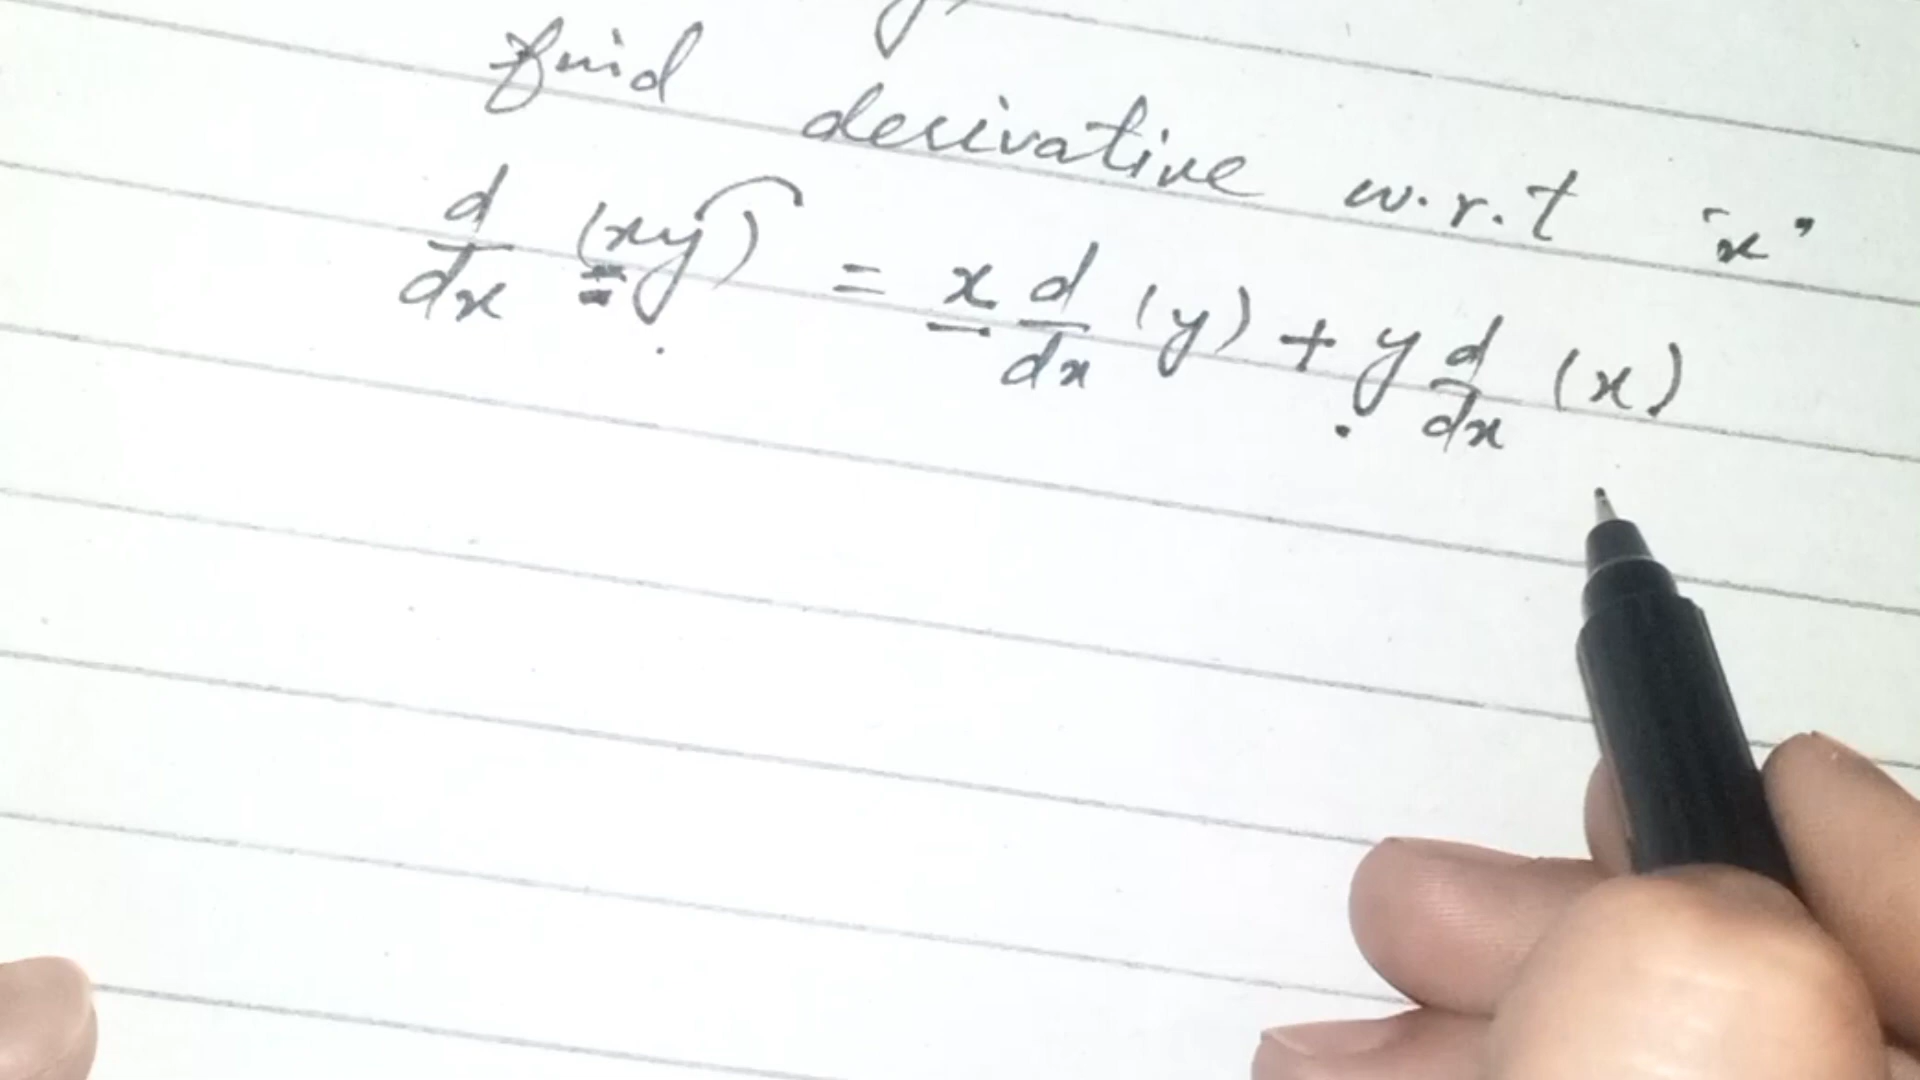 find derivative w.r.t "x"
d/dx (xy) = x d/dx (y) + y d/dx (x)